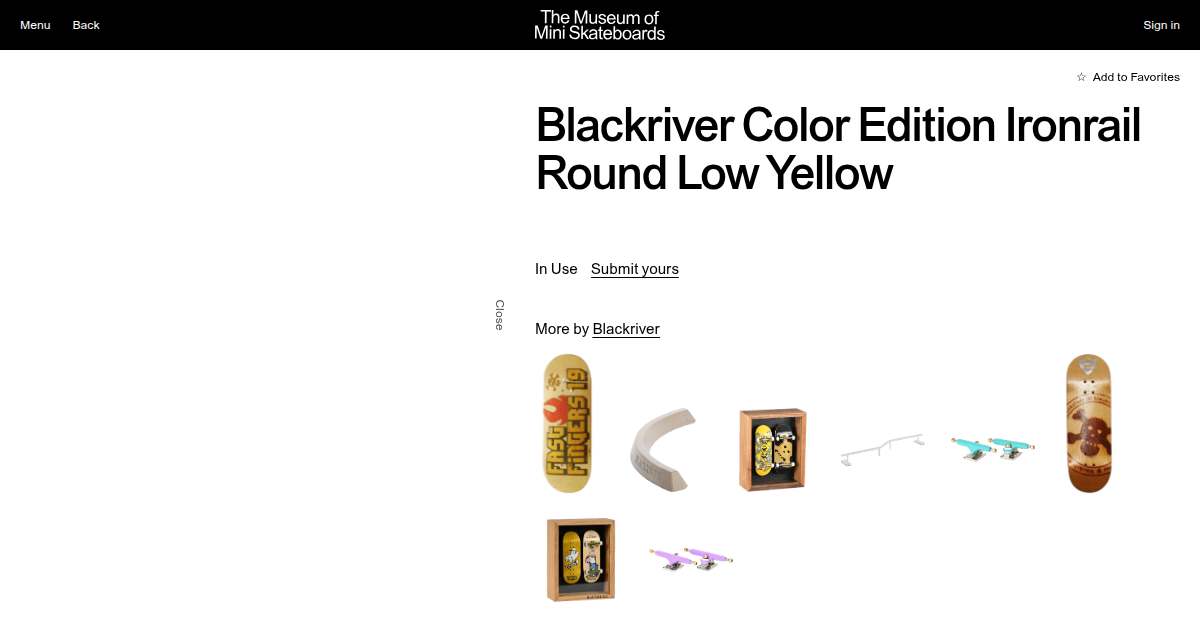 Menu
Back
The Museum of
Mini Skateboards
Sign in
☆ Add to Favorites
Blackriver Color Edition Ironrail
Round Low Yellow
In Use
Submit yours
Close
More by Blackriver
FAST
FINGERS 19